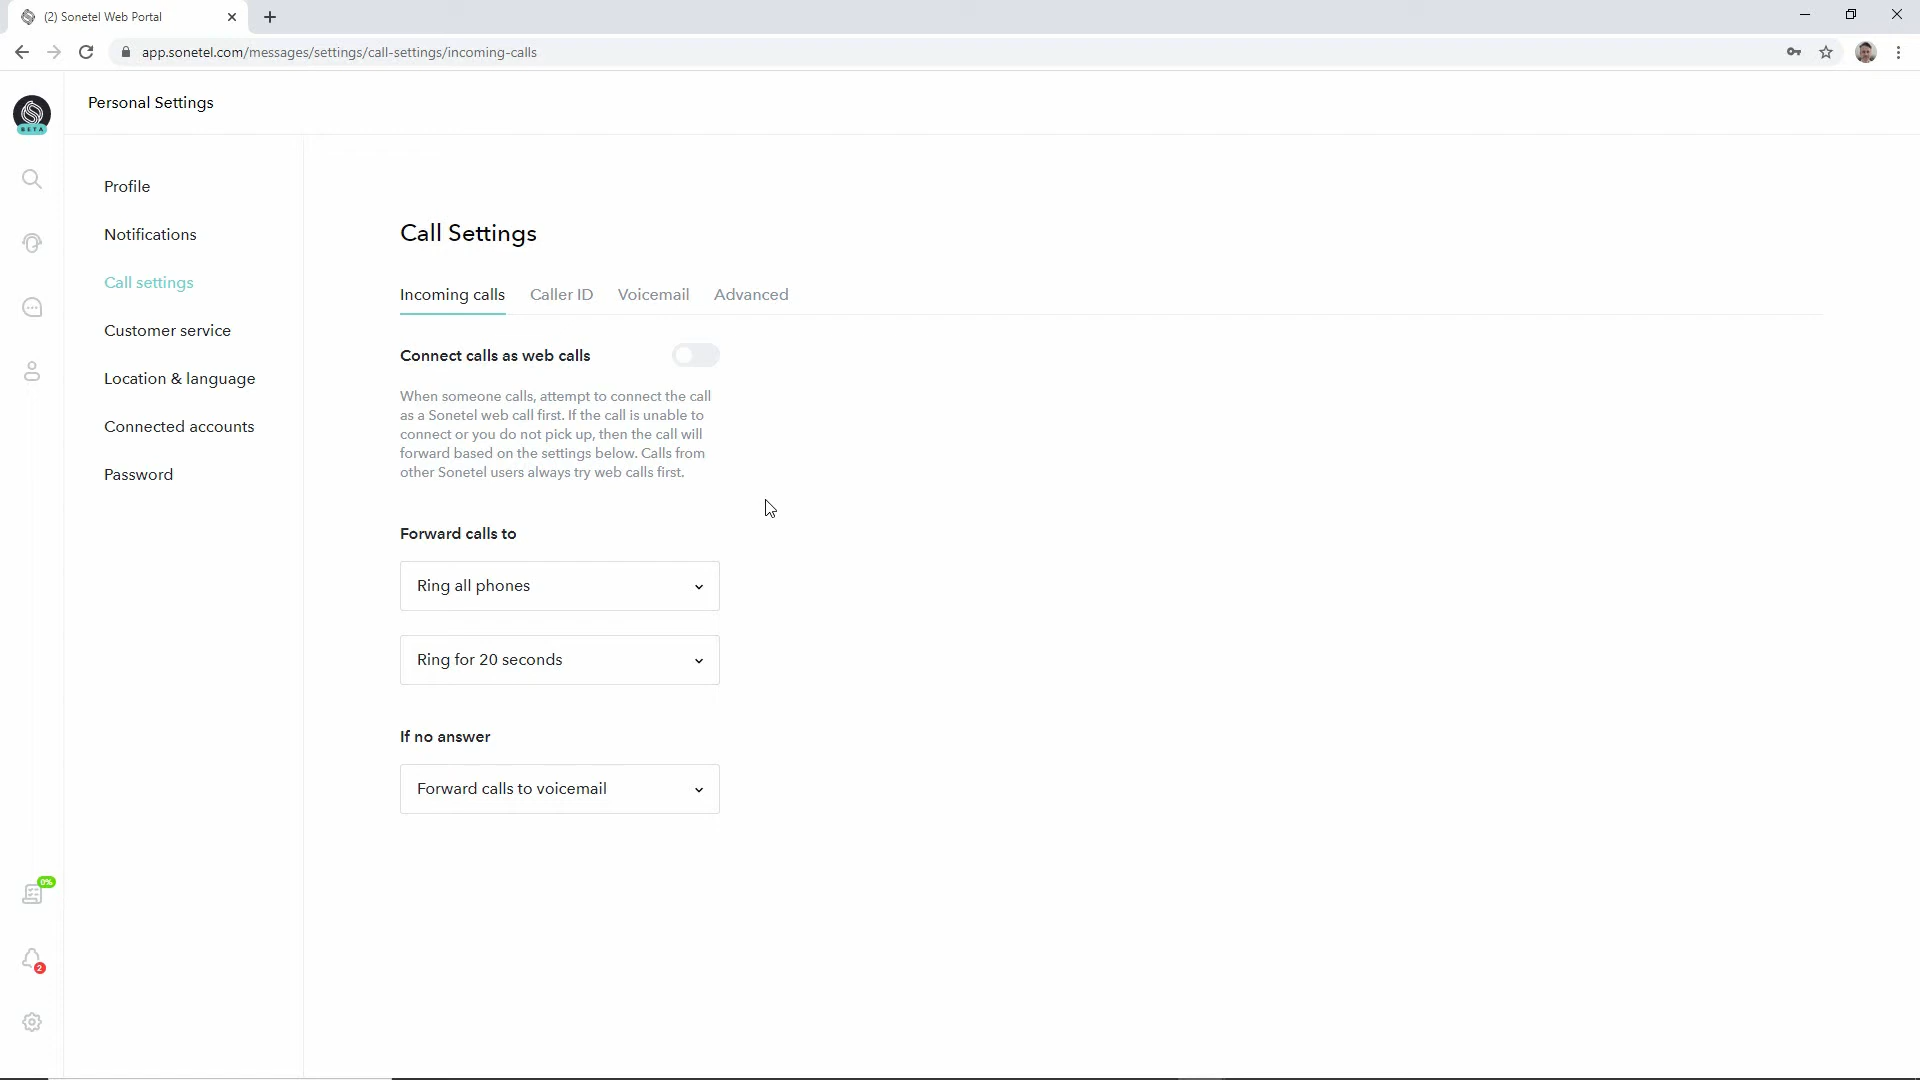 (2) Sonetel Web Portal
app.sonetel.com/messages/settings/call-settings/incoming-calls
BETA
Personal Settings
Profile
Notifications
Call settings
Customer service
Location & language
Connected accounts
Password
Call Settings
Incoming calls Caller ID Voicemail Advanced
Connect calls as web calls
When someone calls, attempt to connect the call
as a Sonetel web call first. If the call is unable to
connect or you do not pick up, then the call will
forward based on the settings below. Calls from
other Sonetel users always try web calls first.
Forward calls to
Ring all phones
Ring for 20 seconds
If no answer
Forward calls to voicemail
0%
2